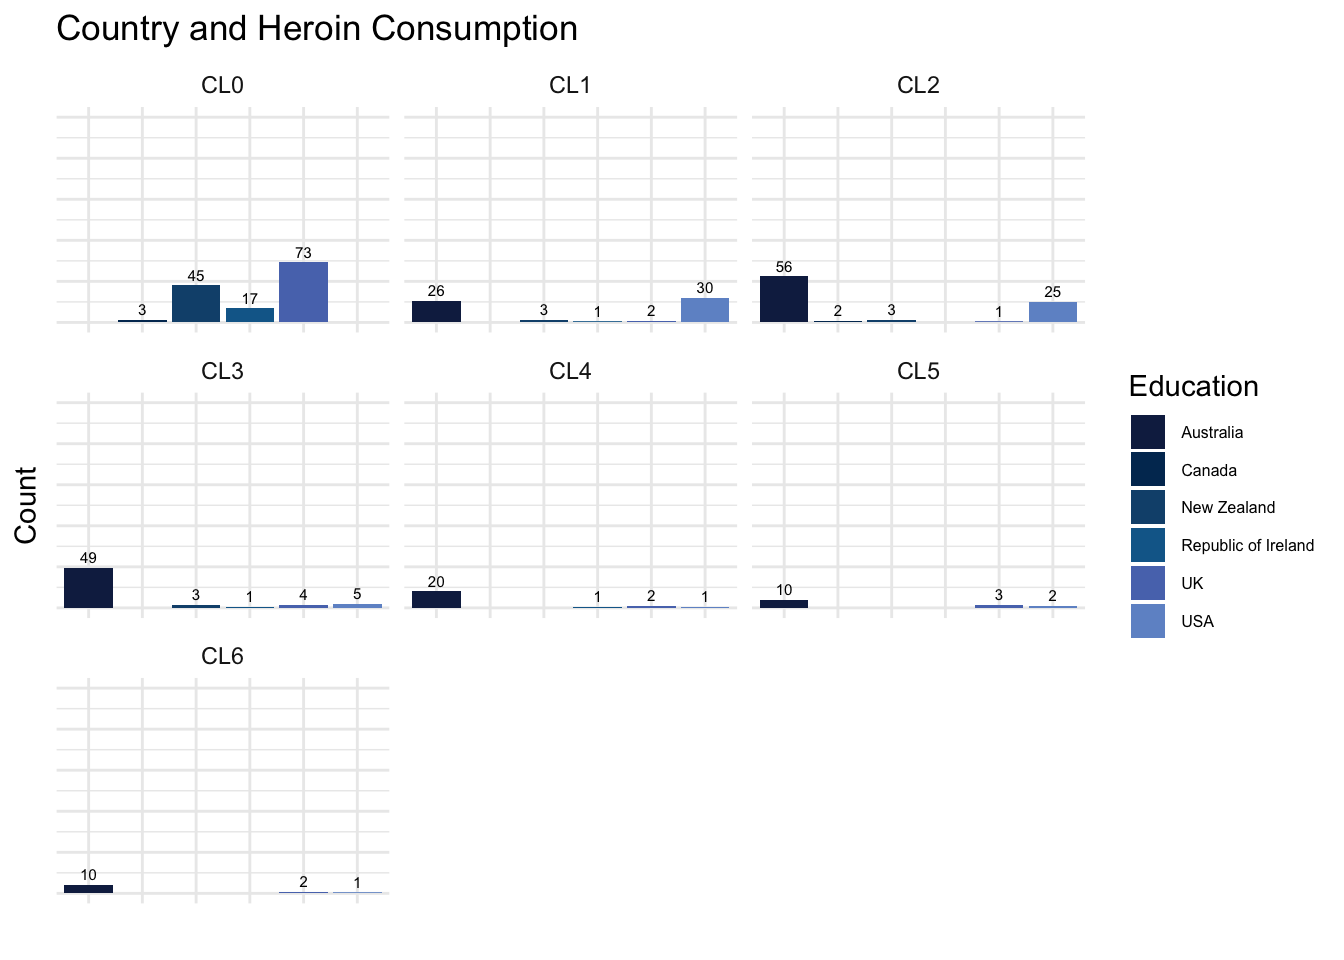 Country and Heroin Consumption
CL0
CL1
CL2
3
45
17
73
26
3
1
2
30
56
2
3
1
25
CL3
CL4
CL5
49
3
1
4
5
20
1
2
1
10
3
2
CL6
10
2
1
Count
Education
Australia
Canada
New Zealand
Republic of Ireland
UK
USA